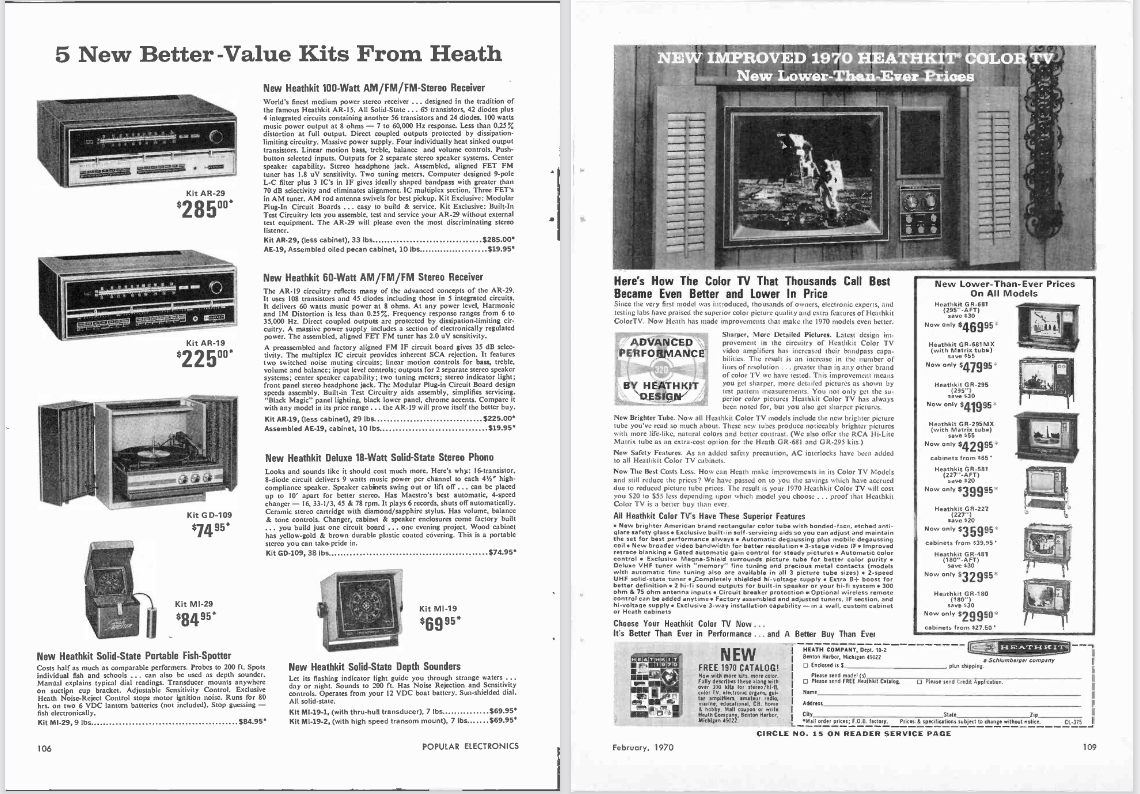 5 New Better-Value Kits From Heath
Kit AR-29
$285.00*
New Heathkit 100-Watt AM/FM/FM-Stereo Receiver
World's finest medium power stereo receiver . . . designed in the tradition of
the famous Heathkit AR-15. All Solid-State . . . 65 transistors, 42 diodes plus
4 integrated circuits containing another 56 transistors and 24 diodes. 100 watts
music power output at 8 ohms — 7 to 60,000 Hz response. Less than 0.25%
distortion at full output. Direct coupled outputs protected by dissipation-
limiting circuitry. Massive power supply. Four individually heat sinked output
transistors. Linear motion bass, treble, balance and volume controls. Push-
button selected inputs. Outputs for 2 separate stereo speaker systems. Center
speaker capability. Stereo headphone jack. Assembled, aligned FET FM
tuner has 1.8 uV sensitivity. Two tuning meters. Computer designed 9-pole
L-C filter plus 3 IC's in IF gives ideally shaped bandpass with greater than
70 dB selectivity and eliminates alignment. IC multiplex section. Three FET's
in AM tuner. AM rod antenna swivels for best pickup. Kit Exclusive: Modular
Plug-In Circuit Boards . . . easy to build & service. Kit Exclusive: Built-In
Test Circuitry lets you assemble, test and service your AR-29 without external
test equipment. The AR-29 will please even the most discriminating stereo
listener.
Kit AR-29, (less cabinet), 33 lbs. $285.00*
AE-19, Assembled oiled pecan cabinet, 10 lbs. $19.95*
Kit AR-19
$225.00*
New Heathkit 60-Watt AM/FM/FM Stereo Receiver
The AR-19 circuitry reflects many of the advanced concepts of the AR-29.
It uses 108 transistors and 45 diodes including those in 5 integrated circuits.
It delivers 60 watts music power at 8 ohms. At any power level, Harmonic
and IM Distortion is less than 0.25%. Frequency response ranges from 6 to
35,000 Hz. Direct coupled outputs are protected by dissipation-limiting cir-
cuitry. A massive power supply includes a section of electronically regulated
power. The assembled, aligned FET FM tuner has 2.0 uV sensitivity.
A preassembled and factory aligned FM IF circuit board gives 35 dB selec-
tivity. The multiplex IC circuit provides inherent SCA rejection. It features
two switched noise muting circuits; linear motion controls for bass, treble,
volume and balance; input level controls; outputs for 2 separate stereo speaker
systems; center speaker capability; two tuning meters; stereo indicator light;
front panel stereo headphone jack. The Modular Plug-in Circuit Board design
speeds assembly. Built-in Test Circuitry aids assembly, simplifies servicing.
"Black Magic" panel lighting, black lower panel, chrome accents. Compare it
with any model in its price range . . . the AR-19 will prove itself the better buy.
Kit AR-19, (less cabinet), 29 lbs. $225.00*
Assembled AE-19, cabinet, 10 lbs. $19.95*
Kit GD-109
$74.95*
New Heathkit Deluxe 18-Watt Solid-State Stereo Phono
Looks and sounds like it should cost much more. Here's why: 16-transistor,
8-diode circuit delivers 9 watts music power per channel to each 4½" high-
compliance speaker. Speaker cabinets swing out or lift off . . . can be placed
up to 10' apart for better stereo. Has Maestro's best automatic, 4-speed
changer — 16, 33-1/3, 45 & 78 rpm. It plays 6 records, shuts off automatically.
Ceramic stereo cartridge with diamond/sapphire stylus. Has volume, balance
& tone controls. Changer, cabinet & speaker enclosures come factory built
. . . you build just one circuit board . . . one evening project. Wood cabinet
has yellow-gold & brown durable plastic coated covering. This is a portable
stereo you can take pride in.
Kit GD-109, 38 lbs. $74.95*
Kit MI-29
$84.95*
Kit MI-19
$69.95*
New Heathkit Solid-State Portable Fish-Spotter
Costs half as much as comparable performers. Probes to 200 ft. Spots
individual fish and schools . . . can also be used as depth sounder.
Manual explains typical dial readings. Transducer mounts anywhere
on suction cup bracket. Adjustable Sensitivity Control. Exclusive
Heath Noise-Reject Control stops motor ignition noise. Runs for 80
hrs. on two 6 VDC lantern batteries (not included). Stop guessing —
fish electronically.
Kit MI-29, 9 lbs. $84.95*
New Heathkit Solid-State Depth Sounders
Let its flashing indicator light guide you through strange waters . . .
day or night. Sounds to 200 ft. Has Noise Rejection and Sensitivity
controls. Operates from your 12 VDC boat battery. Sun-shielded dial.
All solid-state.
Kit MI-19-1, (with thru-hull transducer), 7 lbs. $69.95*
Kit MI-19-2, (with high speed transom mount), 7 lbs. $69.95*
106
POPULAR ELECTRONICS
NEW IMPROVED 1970 HEATHKIT® COLOR TV
New Lower-Than-Ever Prices
Here's How The Color TV That Thousands Call Best
Became Even Better and Lower In Price
Since the very first model was introduced, thousands of owners, electronic experts, and
testing labs have praised the superior color picture quality and extra features of Heathkit
ColorTV. Now Heath has made improvements that make the 1970 models even better.
ADVANCED
PERFORMANCE
BY HEATHKIT
DESIGN
Sharper, More Detailed Pictures. Latest design im-
provement in the circuitry of Heathkit Color TV
video amplifiers has increased their bandpass capa-
bilities. The result is an increase in the number of
lines of resolution . . . greater than in any other brand
of color TV we have tested. This improvement means
you get sharper, more detailed pictures as shown by
test pattern measurements. You not only get the su-
perior color pictures Heathkit Color TV has always
been noted for, but you also get sharper pictures.
New Brighter Tube. Now all Heathkit Color TV models include the new brighter picture
tube you've read so much about. These new tubes produce noticeably brighter pictures
with more life-like, natural colors and better contrast. (We also offer the RCA Hi-Lite
Matrix tube as an extra-cost option for the Heath GR-681 and GR-295 kits.)
New Safety Features. As an added safety precaution, AC interlocks have been added
to all Heathkit Color TV cabinets.
Now The Best Costs Less. How can Heath make improvements in its Color TV Models
and still reduce the prices? We have passed on to you the savings which have accrued
due to reduced picture tube prices. The result is your 1970 Heathkit Color TV will cost
you $20 to $55 less depending upon which model you choose . . . proof that Heathkit
Color TV is a better buy than ever.
All Heathkit Color TV's Have These Superior Features
• New brighter American brand rectangular color tube with bonded-face, etched anti-
glare safety glass • Exclusive built-in self-servicing aids so you can adjust and maintain
the set for best performance always • Automatic degaussing plus mobile degaussing
coil • New broader video bandwidth for better resolution • 3-stage video IF • Improved
retrace blanking • Gated automatic gain control for steady pictures • Automatic color
control • Exclusive Magna-Shield surrounds picture tube for better color purity •
Deluxe VHF tuner with "memory" fine tuning and precious metal contacts (models
with automatic fine tuning also are available in all 3 picture tube sizes) • 2-speed
UHF solid-state tuner • Completely shielded hi-voltage supply • Extra B+ boost for
better definition • 2 hi-fi sound outputs for built-in speaker or your hi-fi system • 300
ohm & 75 ohm antenna inputs • Circuit breaker protection • Optional wireless remote
control can be added anytime • Factory assembled and adjusted tuners, IF section, and
hi-voltage supply • Exclusive 3-way installation capability — in a wall, custom cabinet
or Heath cabinets
Choose Your Heathkit Color TV Now . . .
It's Better Than Ever in Performance . . . and A Better Buy Than Ever
New Lower-Than-Ever Prices
On All Models
Heathkit GR-681
(295"-AFT)
save $30
Now only $469.95*
Heathkit GR-681MX
(with Matrix tube)
save $55
Now only $479.95*
Heathkit GR-295
(295")
save $30
Now only $419.95*
Heathkit GR-295MX
(with Matrix tube)
save $55
Now only $429.95*
cabinets from $65*
Heathkit GR-581
(227"-AFT)
save $20
Now only $399.95*
Heathkit GR-227
(227")
save $20
Now only $359.95*
cabinets from $39.95*
Heathkit GR-481
(180"-AFT)
save $30
Now only $329.95*
Heathkit GR-180
(180")
save $30
Now only $299.50*
cabinets from $27.50*
HEATHKIT 1970
NEW
FREE 1970 CATALOG!
Now with more kits, more color.
Fully describes these along with
over 300 kits for stereo/hi-fi,
color TV, electronic organs, gui-
tar amplifiers, amateur radio,
marine, educational, CB, home
& hobby. Mail coupon or write
Heath Company, Benton Harbor,
Michigan 49022.
HEATH COMPANY, Dept. 10-2
Benton Harbor, Michigan 49022
HEATHKIT
a Schlumberger company
☐ Enclosed is $ , plus shipping.
Please send model (s)
☐ Please send FREE Heathkit Catalog. ☐ Please send Credit Application.
Name
Address
City State Zip
*Mail order prices; F.O.B. factory. Prices & specifications subject to change without notice. CL-375
CIRCLE NO. 15 ON READER SERVICE PAGE
February, 1970
109